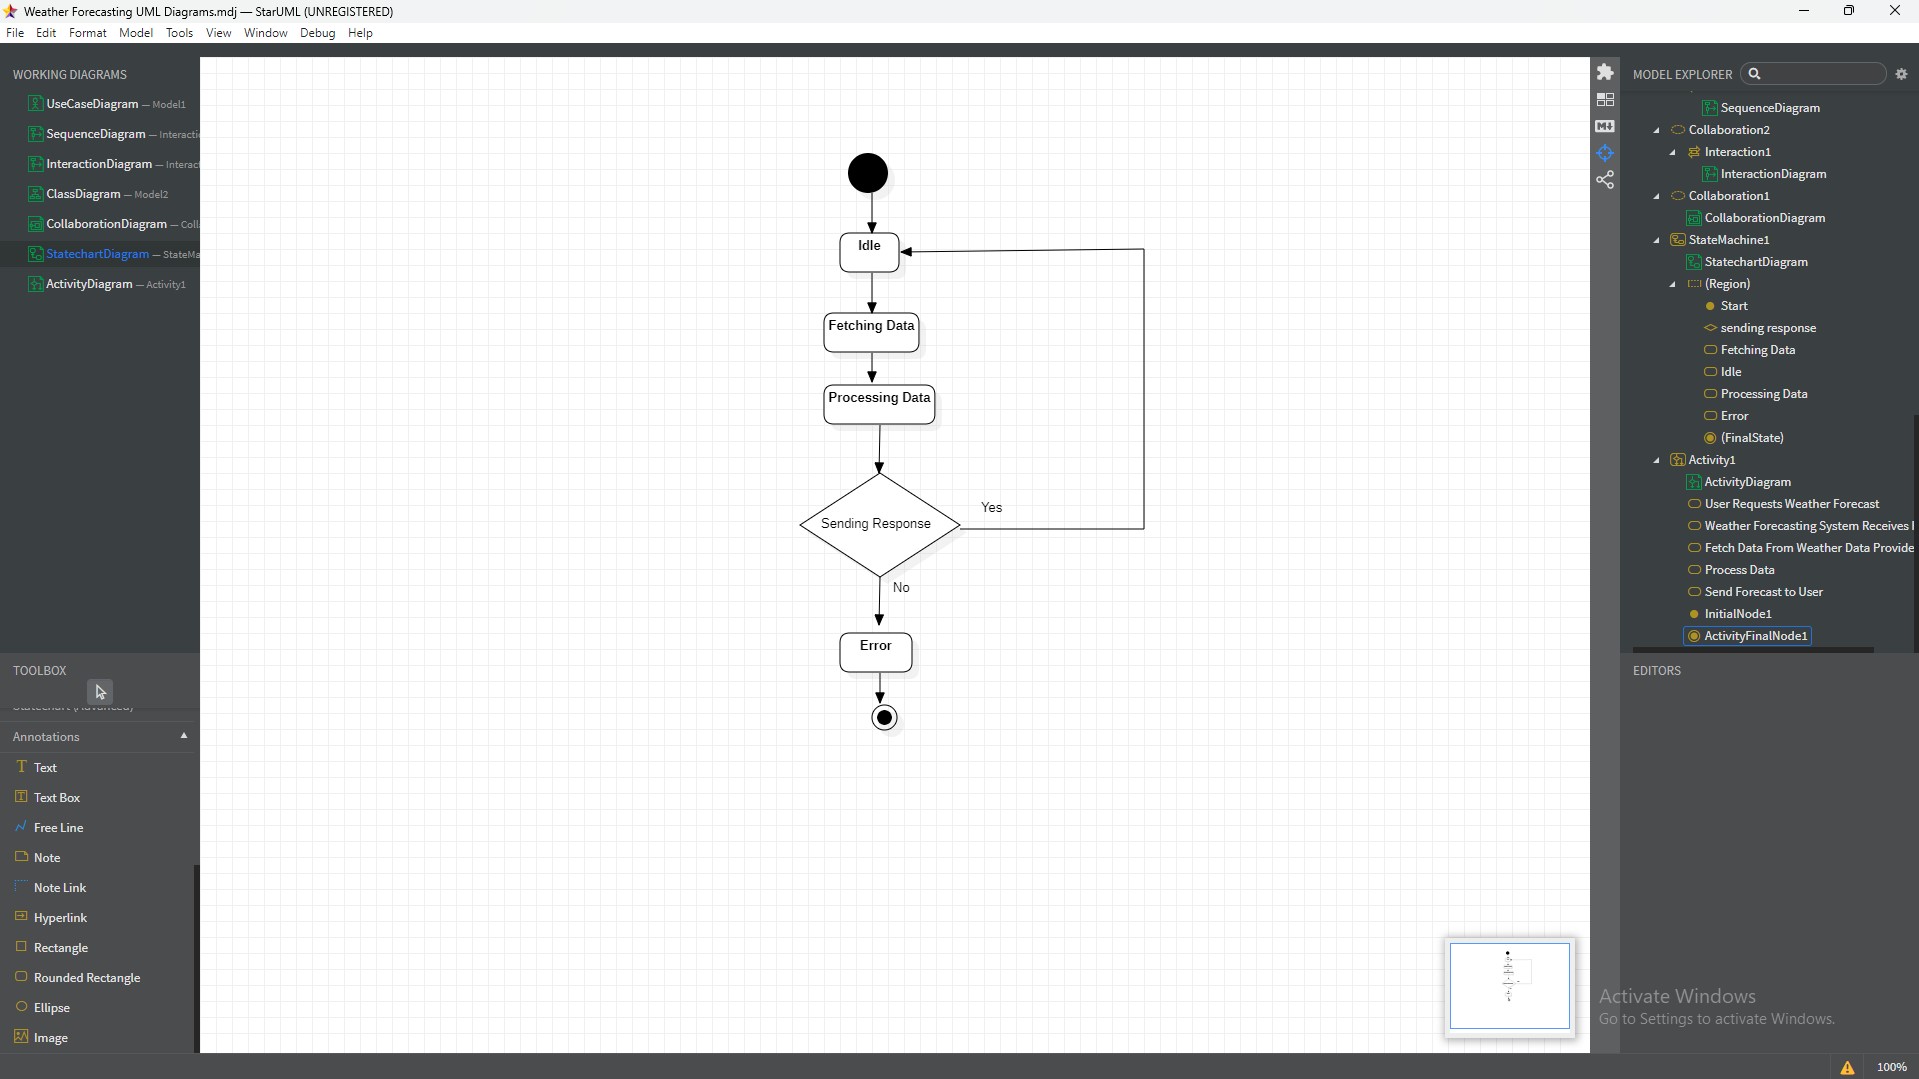 Weather Forecasting UML Diagrams.mdj — StarUML (UNREGISTERED)
File Edit Format Model Tools View Window Debug Help
WORKING DIAGRAMS
UseCaseDiagram — Model1
SequenceDiagram — Interacti
InteractionDiagram — Interac
ClassDiagram — Model2
CollaborationDiagram — Coll
StatechartDiagram — StateMa
ActivityDiagram — Activity1
TOOLBOX
Statechart (Advanced)
Annotations
Text
Text Box
Free Line
Note
Note Link
Hyperlink
Rectangle
Rounded Rectangle
Ellipse
Image
Idle
Fetching Data
Processing Data
Yes
Sending Response
No
Error
MODEL EXPLORER
SequenceDiagram
Collaboration2
Interaction1
InteractionDiagram
Collaboration1
CollaborationDiagram
StateMachine1
StatechartDiagram
(Region)
Start
sending response
Fetching Data
Idle
Processing Data
Error
(FinalState)
Activity1
ActivityDiagram
User Requests Weather Forecast
Weather Forecasting System Receives
Fetch Data From Weather Data Provide
Process Data
Send Forecast to User
InitialNode1
ActivityFinalNode1
EDITORS
Activate Windows
Go to Settings to activate Windows.
100%